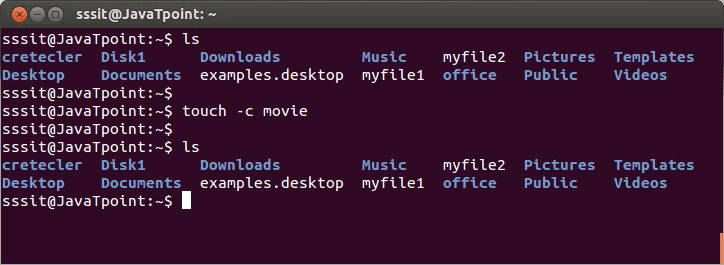 sssit@JavaTpoint: ~
sssit@JavaTpoint:~$ ls
cretecler Disk1 Downloads Music myfile2 Pictures Templates
Desktop Documents examples.desktop myfile1 office Public Videos
sssit@JavaTpoint:~$
sssit@JavaTpoint:~$ touch -c movie
sssit@JavaTpoint:~$
sssit@JavaTpoint:~$ ls
cretecler Disk1 Downloads Music myfile2 Pictures Templates
Desktop Documents examples.desktop myfile1 office Public Videos
sssit@JavaTpoint:~$